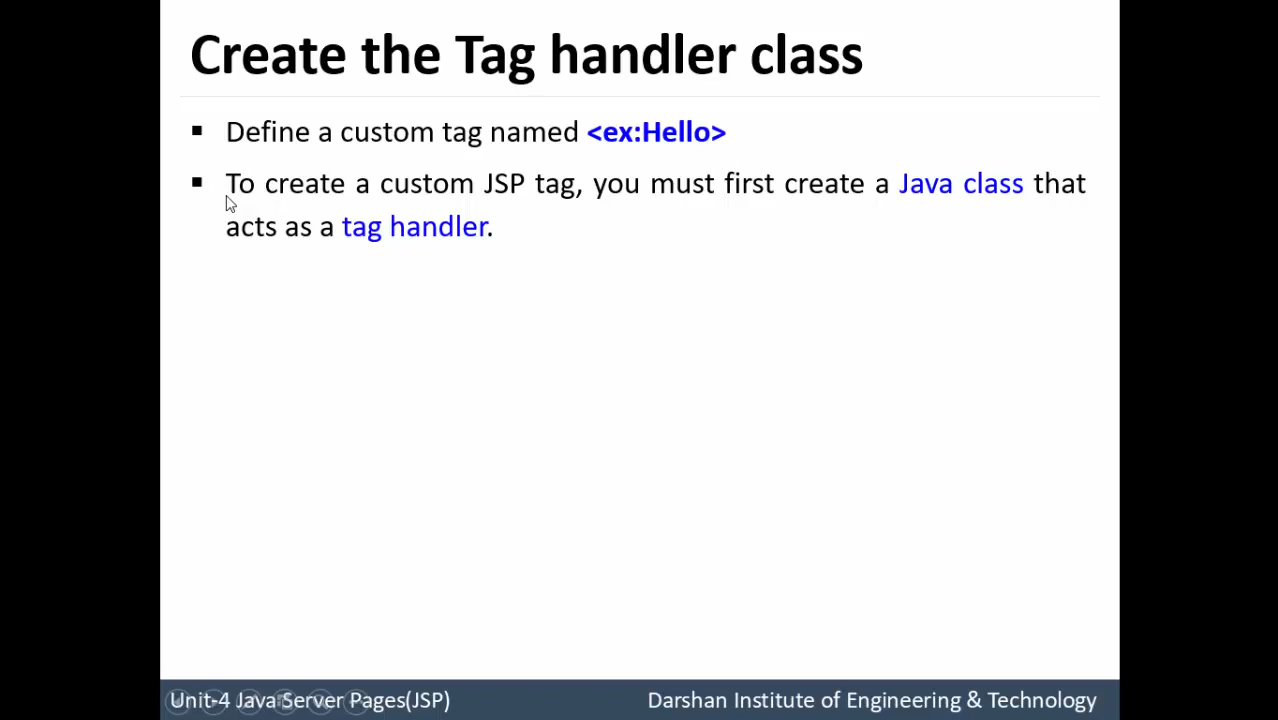 Create the Tag handler class
▪ Define a custom tag named <ex:Hello>
▪ To create a custom JSP tag, you must first create a Java class that
acts as a tag handler.
Unit-4 Java Server Pages(JSP)
Darshan Institute of Engineering & Technology